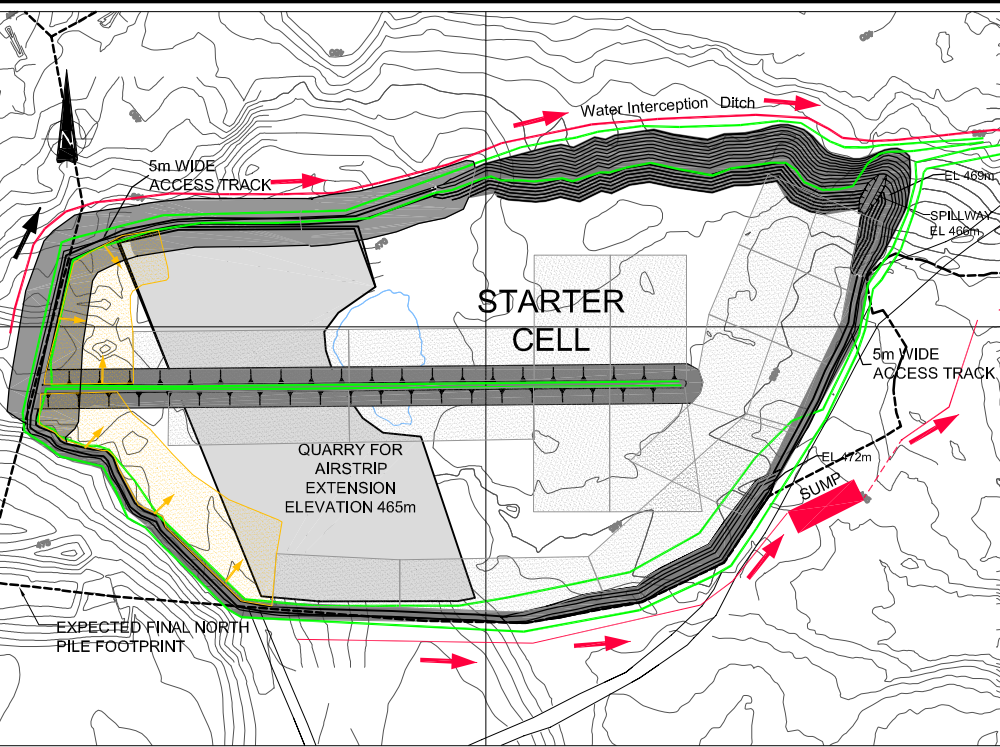 Water Interception Ditch
N
5m WIDE
ACCESS TRACK
EL 469m
SPILLWAY
EL 466m
STARTER
CELL
5m WIDE
ACCESS TRACK
QUARRY FOR
AIRSTRIP
EXTENSION
ELEVATION 465m
EL 472m
SUMP
EXPECTED FINAL NORTH
PILE FOOTPRINT